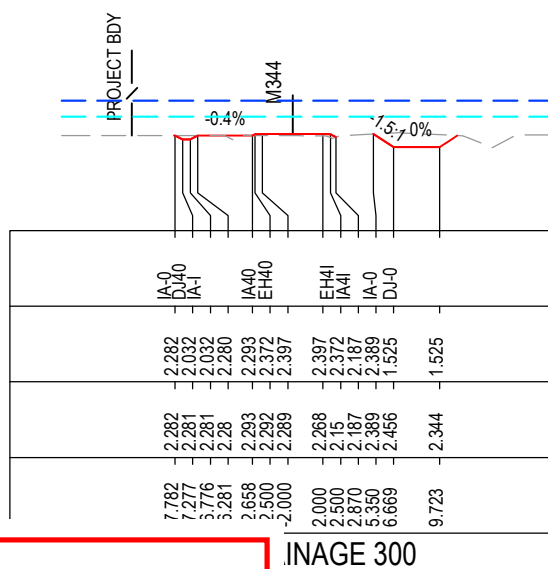 PROJECT BDY
M344
-0.4%
-1.5:1
0%
IA-0 DJ40 IA-I IA40 EH40 EH4I IA4I IA-0 DJ-0
2.282 2.032 2.032 2.280 2.293 2.372 2.397 2.397 2.372 2.187 2.389 1.525 1.525
2.282 2.281 2.281 2.28 2.293 2.292 2.289 2.268 2.15 2.187 2.389 2.456 2.344
7.782 7.277 6.776 6.281 2.658 2.500 -2.000 2.000 2.500 2.870 5.350 6.669 9.723
INAGE 300